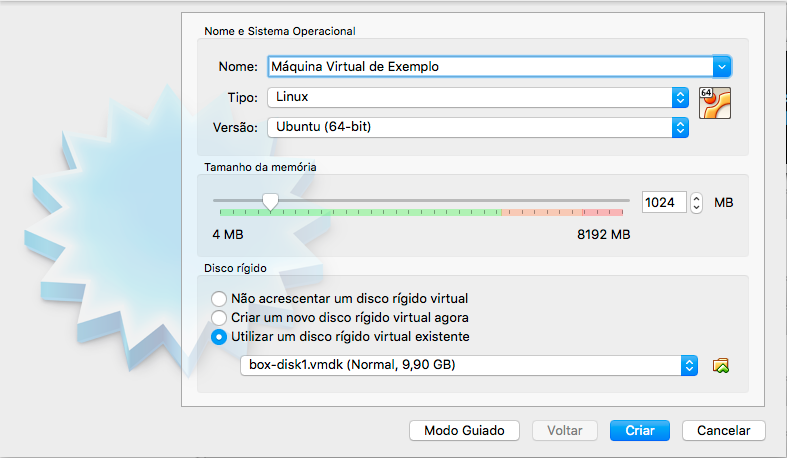 Nome e Sistema Operacional
Nome: Máquina Virtual de Exemplo
Tipo: Linux
64
Versão: Ubuntu (64-bit)
Tamanho da memória
1024 MB
4 MB 8192 MB
Disco rígido
Não acrescentar um disco rígido virtual
Criar um novo disco rígido virtual agora
Utilizar um disco rígido virtual existente
box-disk1.vmdk (Normal, 9,90 GB)
Modo Guiado Voltar Criar Cancelar